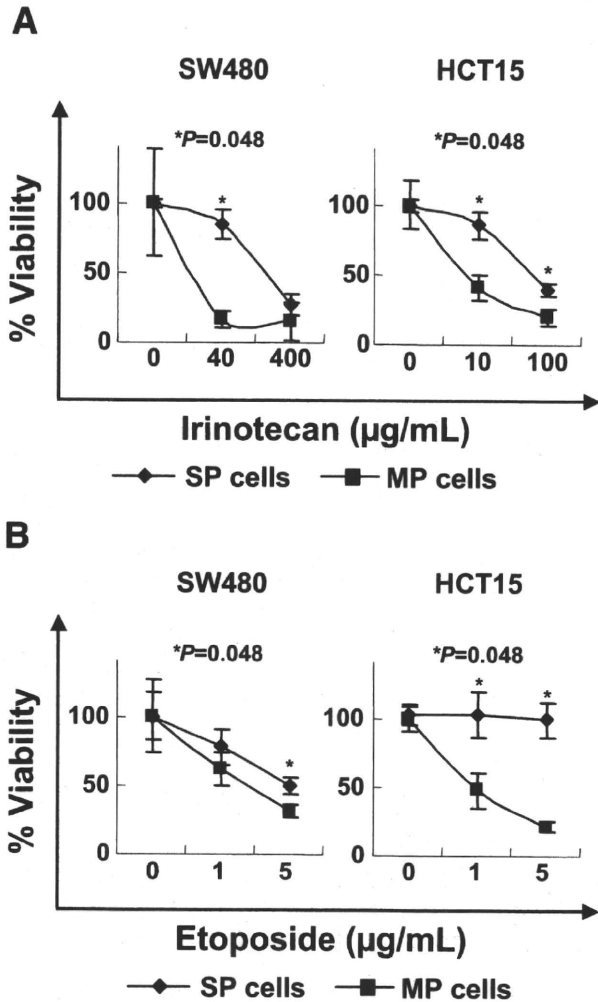 A
SW480 HCT15
*P=0.048 *P=0.048
% Viability
100
50
0
0 40 400
*
100
50
0
0 10 100
* *
Irinotecan (µg/mL)
SP cells MP cells
B
SW480 HCT15
*P=0.048 *P=0.048
% Viability
100
50
0
0 1 5
*
100
50
0
0 1 5
* *
Etoposide (µg/mL)
SP cells MP cells